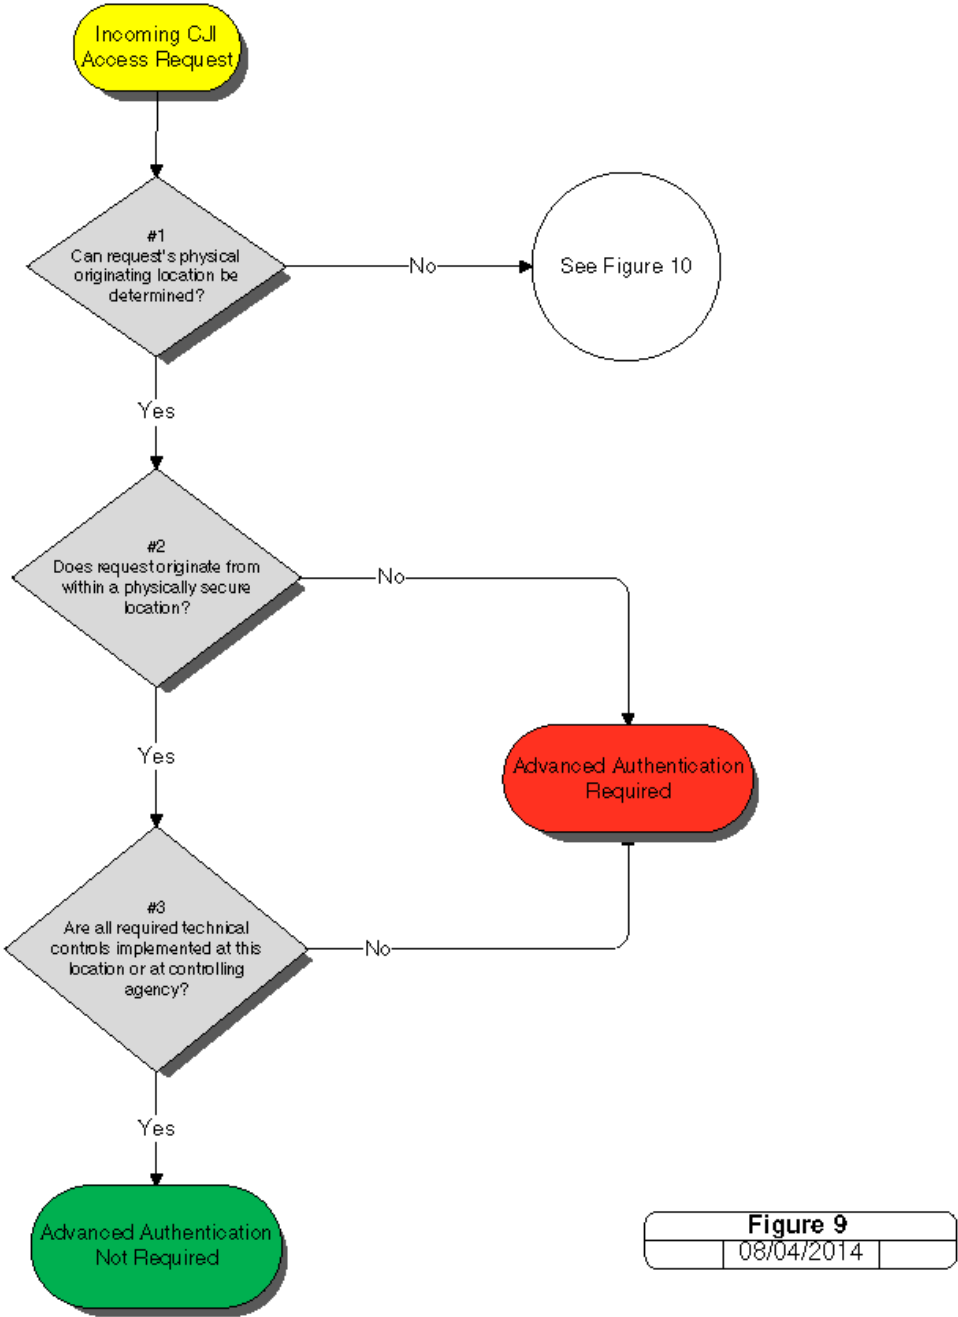 Incoming CJI
Access Request
#1
Can request's physical
originating location be
determined?
No
See Figure 10
Yes
#2
Does request originate from
within a physically secure
location?
No
Yes
Advanced Authentication
Required
#3
Are all required technical
controls implemented at this
location or at controlling
agency?
No
Yes
Advanced Authentication
Not Required
Figure 9
08/04/2014